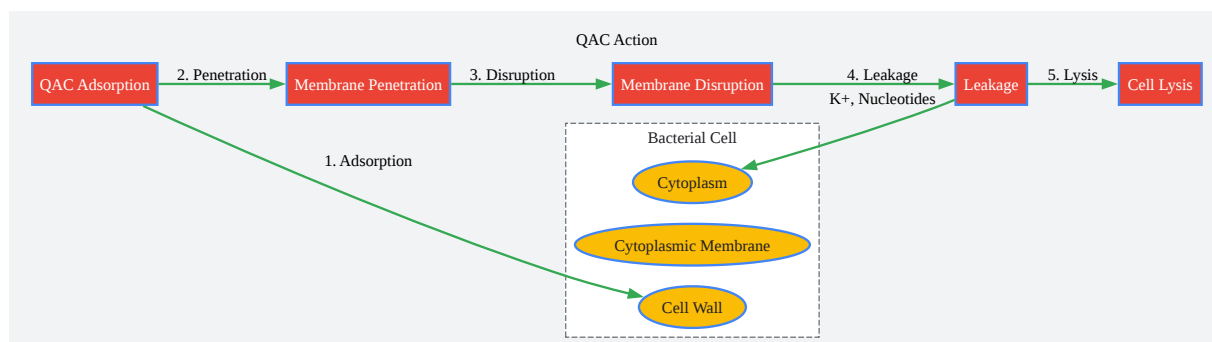 QAC Action
QAC Adsorption
2. Penetration
Membrane Penetration
3. Disruption
Membrane Disruption
4. Leakage
Leakage
5. Lysis
Cell Lysis
K+, Nucleotides
1. Adsorption
Bacterial Cell
Cytoplasm
Cytoplasmic Membrane
Cell Wall